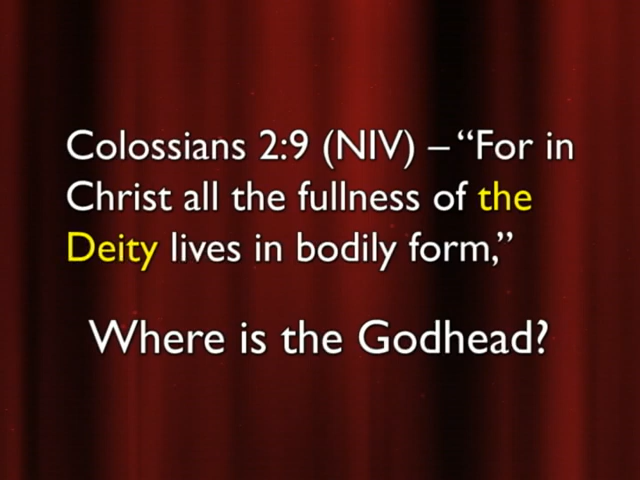 Colossians 2:9 (NIV) – “For in
Christ all the fullness of the
Deity lives in bodily form,”
Where is the Godhead?